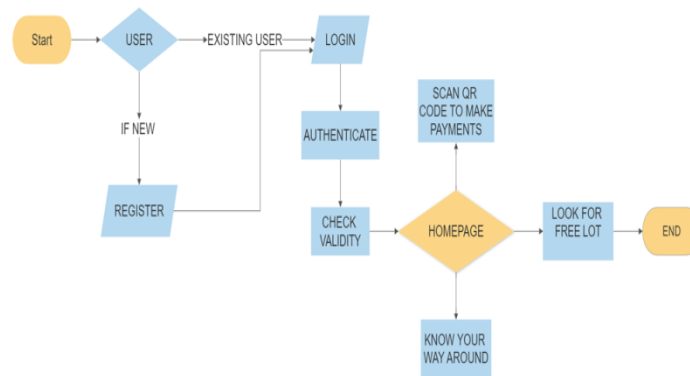 Start
USER
EXISTING USER
LOGIN
IF NEW
REGISTER
AUTHENTICATE
CHECK
VALIDITY
SCAN QR
CODE TO MAKE
PAYMENTS
HOMEPAGE
LOOK FOR
FREE LOT
END
KNOW YOUR
WAY AROUND